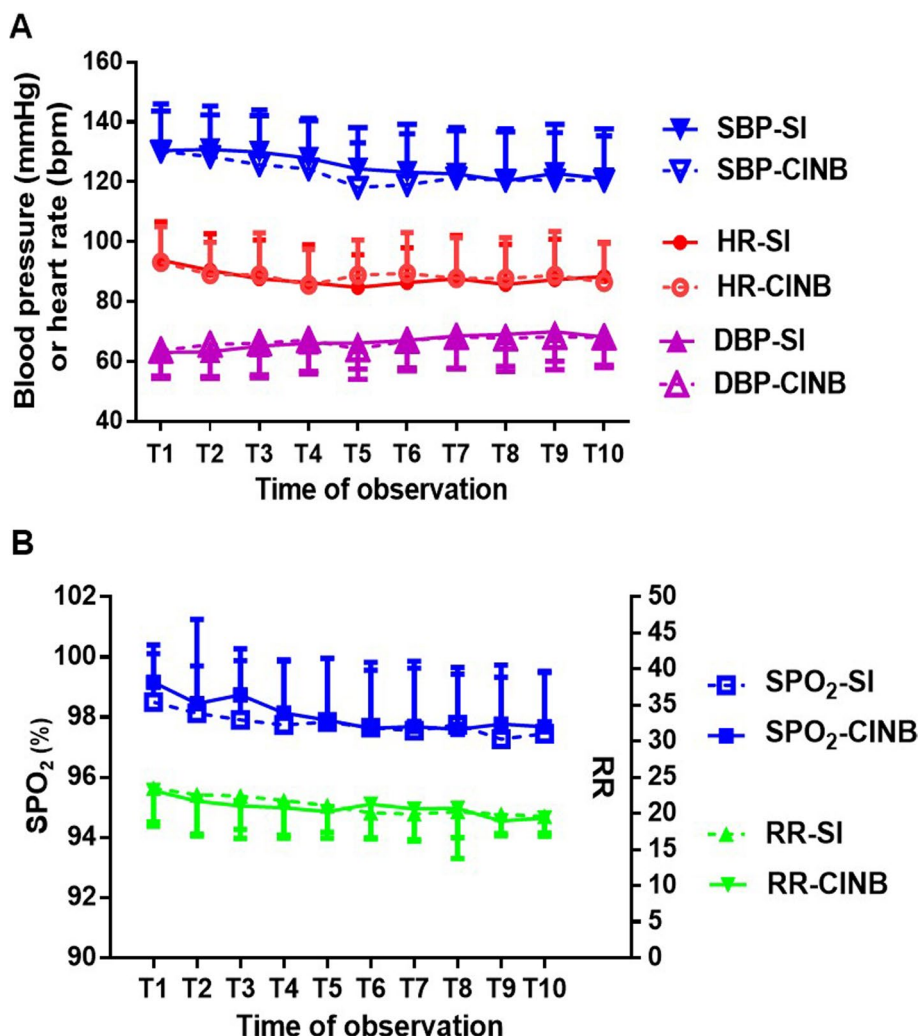 A
Blood pressure (mmHg)
or heart rate (bpm)
160
140
120
100
80
60
40
T1 T2 T3 T4 T5 T6 T7 T8 T9 T10
Time of observation
SBP-SI
SBP-CINB
HR-SI
HR-CINB
DBP-SI
DBP-CINB
B
SPO2 (%)
102
100
98
96
94
92
90
T1 T2 T3 T4 T5 T6 T7 T8 T9 T10
Time of observation
50
45
40
35
30
25
20
15
10
5
0
RR
SPO2-SI
SPO2-CINB
RR-SI
RR-CINB